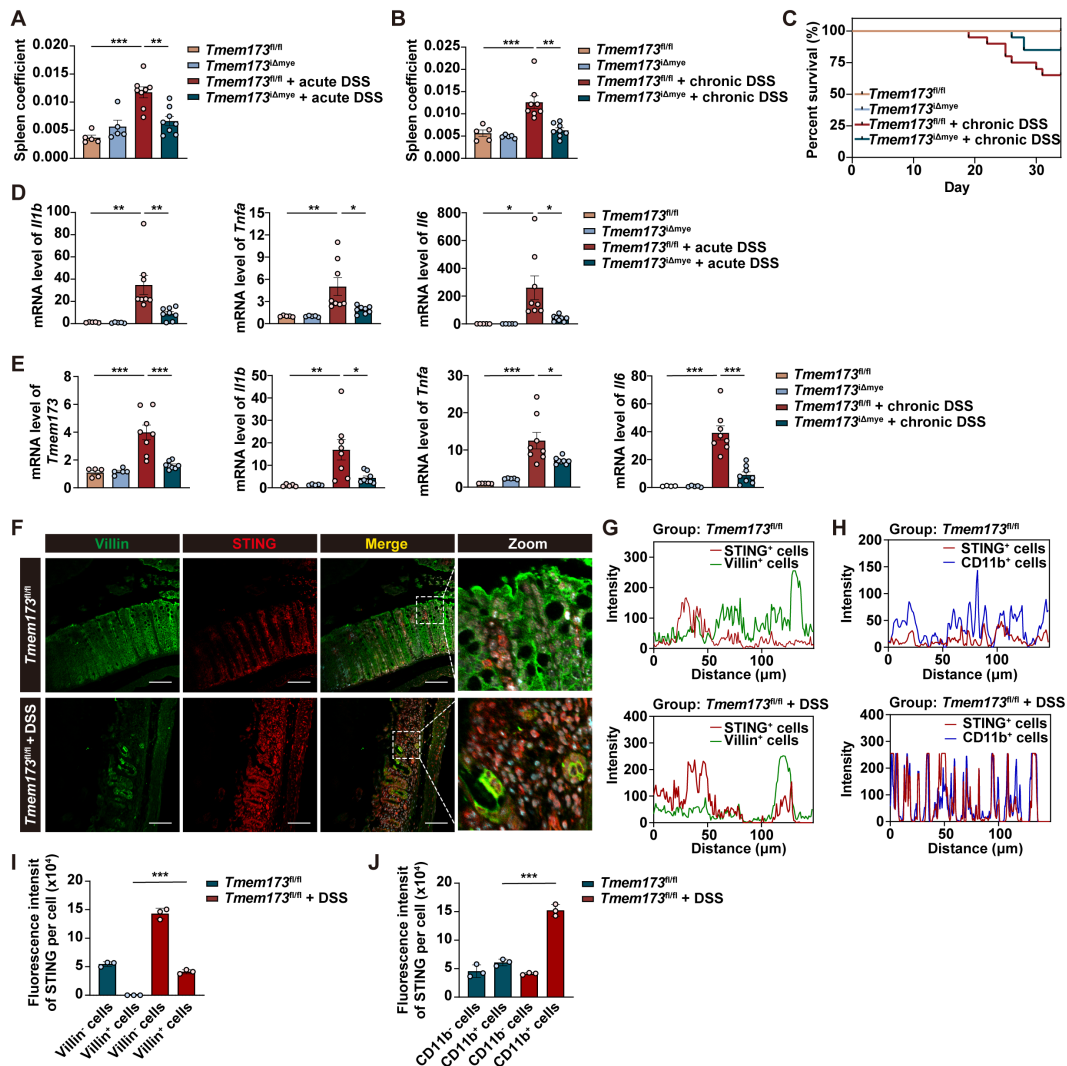 A
Spleen coefficient
0.020
0.015
0.010
0.005
0.000
***
**
Tmem173fl/fl
Tmem173iΔmye
Tmem173fl/fl + acute DSS
Tmem173iΔmye + acute DSS
B
Spleen coefficient
0.025
0.020
0.015
0.010
0.005
0.000
***
**
Tmem173fl/fl
Tmem173iΔmye
Tmem173fl/fl + chronic DSS
Tmem173iΔmye + chronic DSS
C
Percent survival (%)
100
75
50
25
0
Tmem173fl/fl
Tmem173iΔmye
Tmem173fl/fl + chronic DSS
Tmem173iΔmye + chronic DSS
0
10
20
30
Day
D
mRNA level of Il1b
100
80
60
40
20
0
**
**
mRNA level of Tnfa
15
12
9
6
3
0
**
*
mRNA level of Il6
800
600
400
200
0
*
*
Tmem173fl/fl
Tmem173iΔmye
Tmem173fl/fl + acute DSS
Tmem173iΔmye + acute DSS
E
mRNA level of
Tmem173
8
6
4
2
0
***
***
mRNA level of Il1b
50
40
30
20
10
0
**
*
mRNA level of Tnfa
40
30
20
10
0
***
*
mRNA level of Il6
100
80
60
40
20
0
***
***
Tmem173fl/fl
Tmem173iΔmye
Tmem173fl/fl + chronic DSS
Tmem173iΔmye + chronic DSS
F
Villin
STING
Merge
Zoom
Tmem173fl/fl
Tmem173fl/fl + DSS
G
Group: Tmem173fl/fl
Intensity
300
200
100
0
STING+ cells
Villin+ cells
0
50
100
Distance (μm)
Group: Tmem173fl/fl + DSS
Intensity
400
300
200
100
0
STING+ cells
Villin+ cells
0
50
100
Distance (μm)
H
Group: Tmem173fl/fl
Intensity
200
150
100
50
0
STING+ cells
CD11b+ cells
0
50
100
Distance (μm)
Group: Tmem173fl/fl + DSS
Intensity
400
350
300
250
200
150
100
50
0
STING+ cells
CD11b+ cells
0
50
100
Distance (μm)
I
Fluorescence intensit
of STING per cell (x10⁴)
20
15
10
5
0
***
Tmem173fl/fl
Tmem173fl/fl + DSS
Villin- cells
Villin+ cells
Villin- cells
Villin+ cells
J
Fluorescence intensit
of STING per cell (x10⁴)
20
15
10
5
0
***
Tmem173fl/fl
Tmem173fl/fl + DSS
CD11b- cells
CD11b+ cells
CD11b- cells
CD11b+ cells